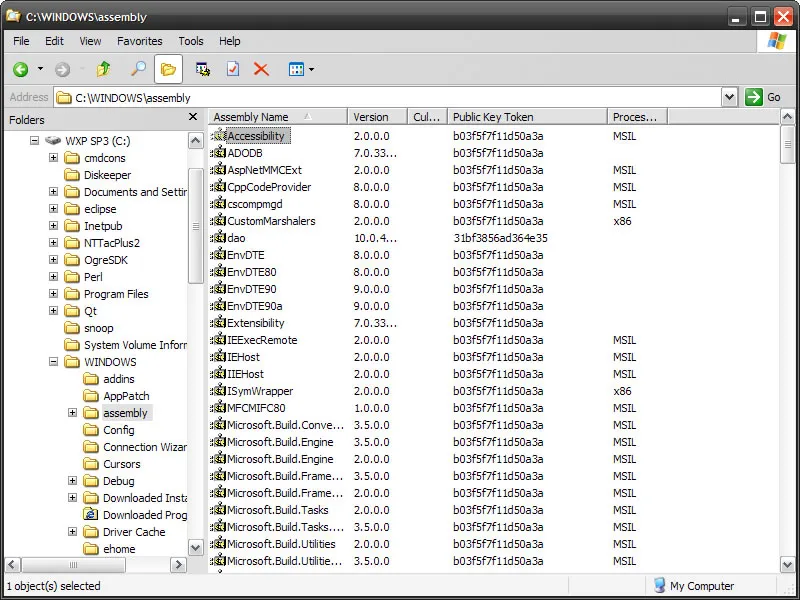 C:\WINDOWS\assembly
File Edit View Favorites Tools Help
Address C:\WINDOWS\assembly Go
Folders
WXP SP3 (C:)
cmdcons
Diskeeper
Documents and Settin
eclipse
Inetpub
NTTacPlus2
OgreSDK
Perl
Program Files
Qt
snoop
System Volume Inforr
WINDOWS
addins
AppPatch
assembly
Config
Connection Wizar
Cursors
Debug
Downloaded Insta
Downloaded Prog
Driver Cache
ehome
Assembly Name Version Cul... Public Key Token Proces...
Accessibility 2.0.0.0 b03f5f7f11d50a3a MSIL
ADODB 7.0.33... b03f5f7f11d50a3a
AspNetMMCExt 2.0.0.0 b03f5f7f11d50a3a MSIL
CppCodeProvider 8.0.0.0 b03f5f7f11d50a3a MSIL
cscompmgd 8.0.0.0 b03f5f7f11d50a3a MSIL
CustomMarshalers 2.0.0.0 b03f5f7f11d50a3a x86
dao 10.0.4... 31bf3856ad364e35
EnvDTE 8.0.0.0 b03f5f7f11d50a3a
EnvDTE80 8.0.0.0 b03f5f7f11d50a3a
EnvDTE90 9.0.0.0 b03f5f7f11d50a3a
EnvDTE90a 9.0.0.0 b03f5f7f11d50a3a
Extensibility 7.0.33... b03f5f7f11d50a3a
IEExecRemote 2.0.0.0 b03f5f7f11d50a3a MSIL
IEHost 2.0.0.0 b03f5f7f11d50a3a MSIL
IIEHost 2.0.0.0 b03f5f7f11d50a3a MSIL
ISymWrapper 2.0.0.0 b03f5f7f11d50a3a x86
MFCMIFC80 1.0.0.0 b03f5f7f11d50a3a MSIL
Microsoft.Build.Conve... 3.5.0.0 b03f5f7f11d50a3a MSIL
Microsoft.Build.Engine 3.5.0.0 b03f5f7f11d50a3a MSIL
Microsoft.Build.Engine 2.0.0.0 b03f5f7f11d50a3a MSIL
Microsoft.Build.Frame... 3.5.0.0 b03f5f7f11d50a3a MSIL
Microsoft.Build.Frame... 2.0.0.0 b03f5f7f11d50a3a MSIL
Microsoft.Build.Tasks 2.0.0.0 b03f5f7f11d50a3a MSIL
Microsoft.Build.Tasks.... 3.5.0.0 b03f5f7f11d50a3a MSIL
Microsoft.Build.Utilities 2.0.0.0 b03f5f7f11d50a3a MSIL
Microsoft.Build.Utilitie... 3.5.0.0 b03f5f7f11d50a3a MSIL
1 object(s) selected My Computer